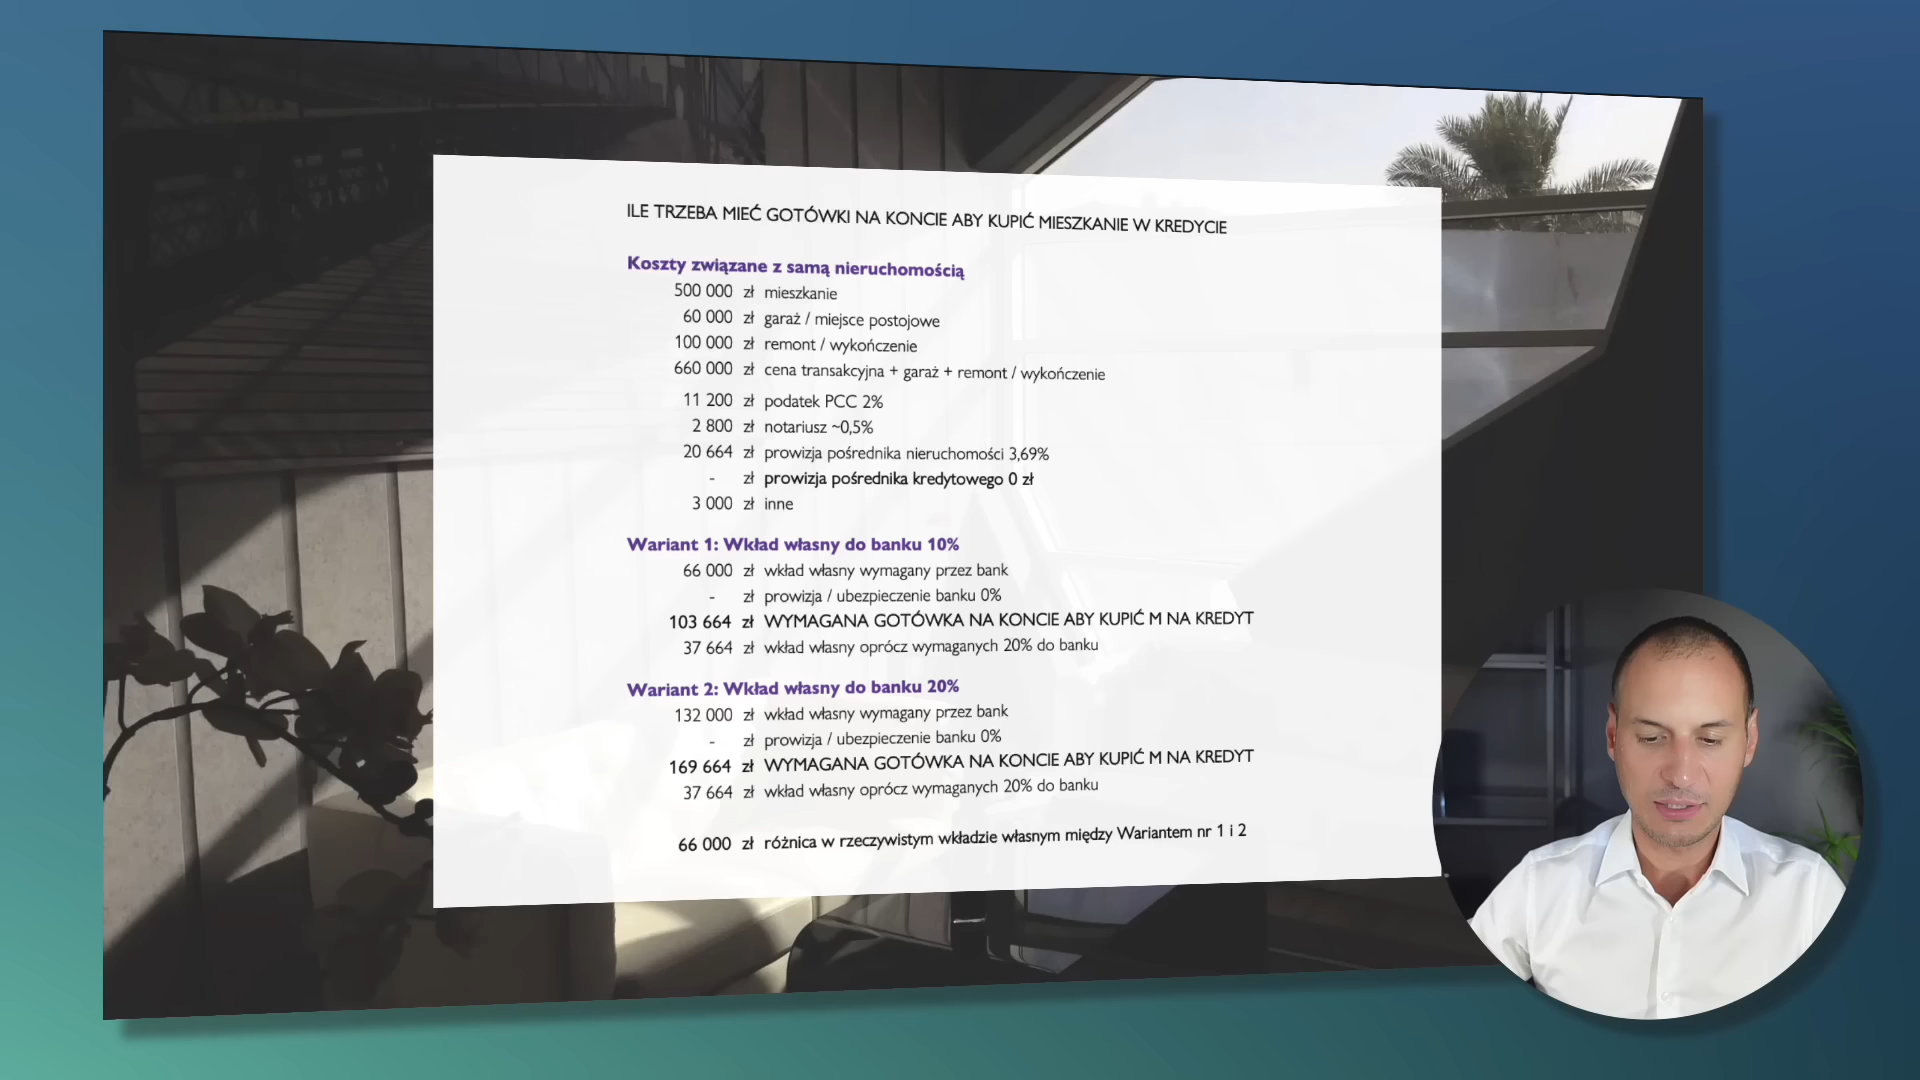 ILE TRZEBA MIEĆ GOTÓWKI NA KONCIE ABY KUPIĆ MIESZKANIE W KREDYCIE
Koszty związane z samą nieruchomością
500 000 zł mieszkanie
60 000 zł garaż / miejsce postojowe
100 000 zł remont / wykończenie
660 000 zł cena transakcyjna + garaż + remont / wykończenie
11 200 zł podatek PCC 2%
2 800 zł notariusz ~0,5%
20 664 zł prowizja pośrednika nieruchomości 3,69%
- zł prowizja pośrednika kredytowego 0 zł
3 000 zł inne
Wariant 1: Wkład własny do banku 10%
66 000 zł wkład własny wymagany przez bank
- zł prowizja / ubezpieczenie banku 0%
103 664 zł WYMAGANA GOTÓWKA NA KONCIE ABY KUPIĆ M NA KREDYT
37 664 zł wkład własny oprócz wymaganych 20% do banku
Wariant 2: Wkład własny do banku 20%
132 000 zł wkład własny wymagany przez bank
- zł prowizja / ubezpieczenie banku 0%
169 664 zł WYMAGANA GOTÓWKA NA KONCIE ABY KUPIĆ M NA KREDYT
37 664 zł wkład własny oprócz wymaganych 20% do banku
66 000 zł różnica w rzeczywistym wkładzie własnym między Wariantem nr 1 i 2